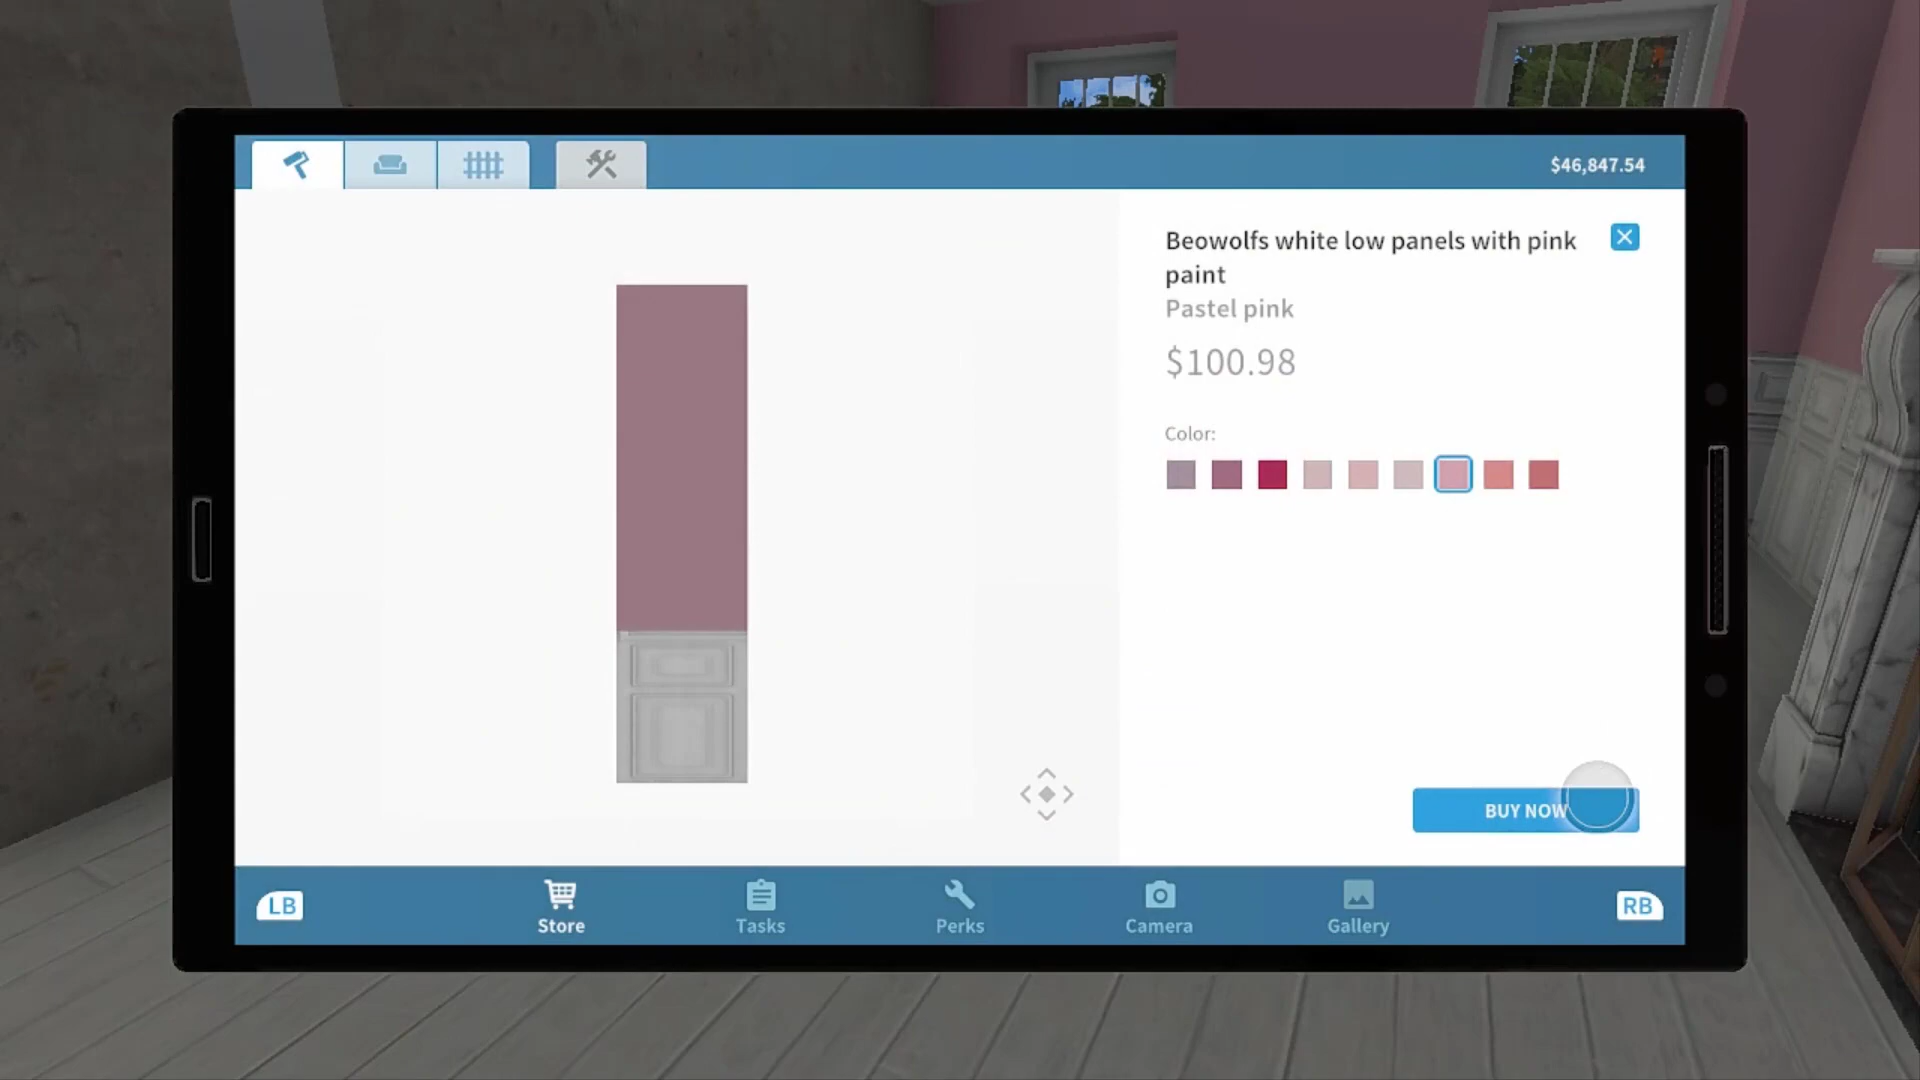 $46,847.54
Beowolfs white low panels with pink
paint
Pastel pink
$100.98
Color:
BUY NOW
LB
Store
Tasks
Perks
Camera
Gallery
RB